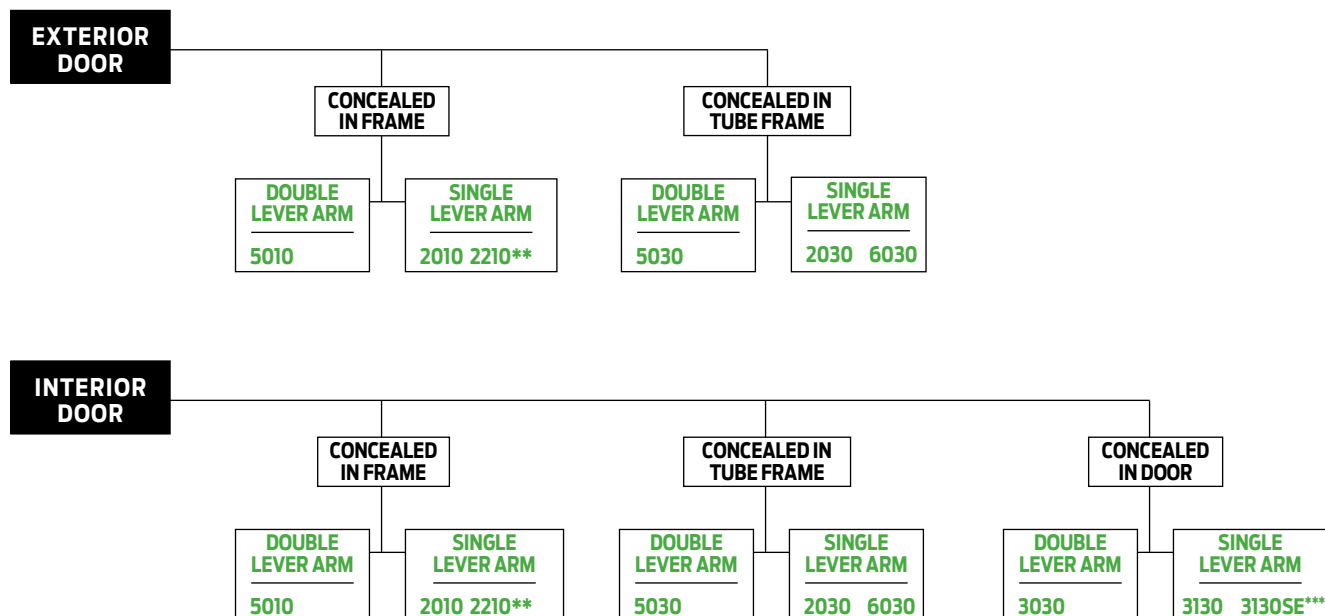 EXTERIOR
DOOR
CONCEALED
IN FRAME
CONCEALED IN
TUBE FRAME
DOUBLE
LEVER ARM
5010
SINGLE
LEVER ARM
2010 2210**
DOUBLE
LEVER ARM
5030
SINGLE
LEVER ARM
2030 6030
INTERIOR
DOOR
CONCEALED
IN FRAME
CONCEALED IN
TUBE FRAME
CONCEALED
IN DOOR
DOUBLE
LEVER ARM
5010
SINGLE
LEVER ARM
2010 2210**
DOUBLE
LEVER ARM
5030
SINGLE
LEVER ARM
2030 6030
DOUBLE
LEVER ARM
3030
SINGLE
LEVER ARM
3130 3130SE***